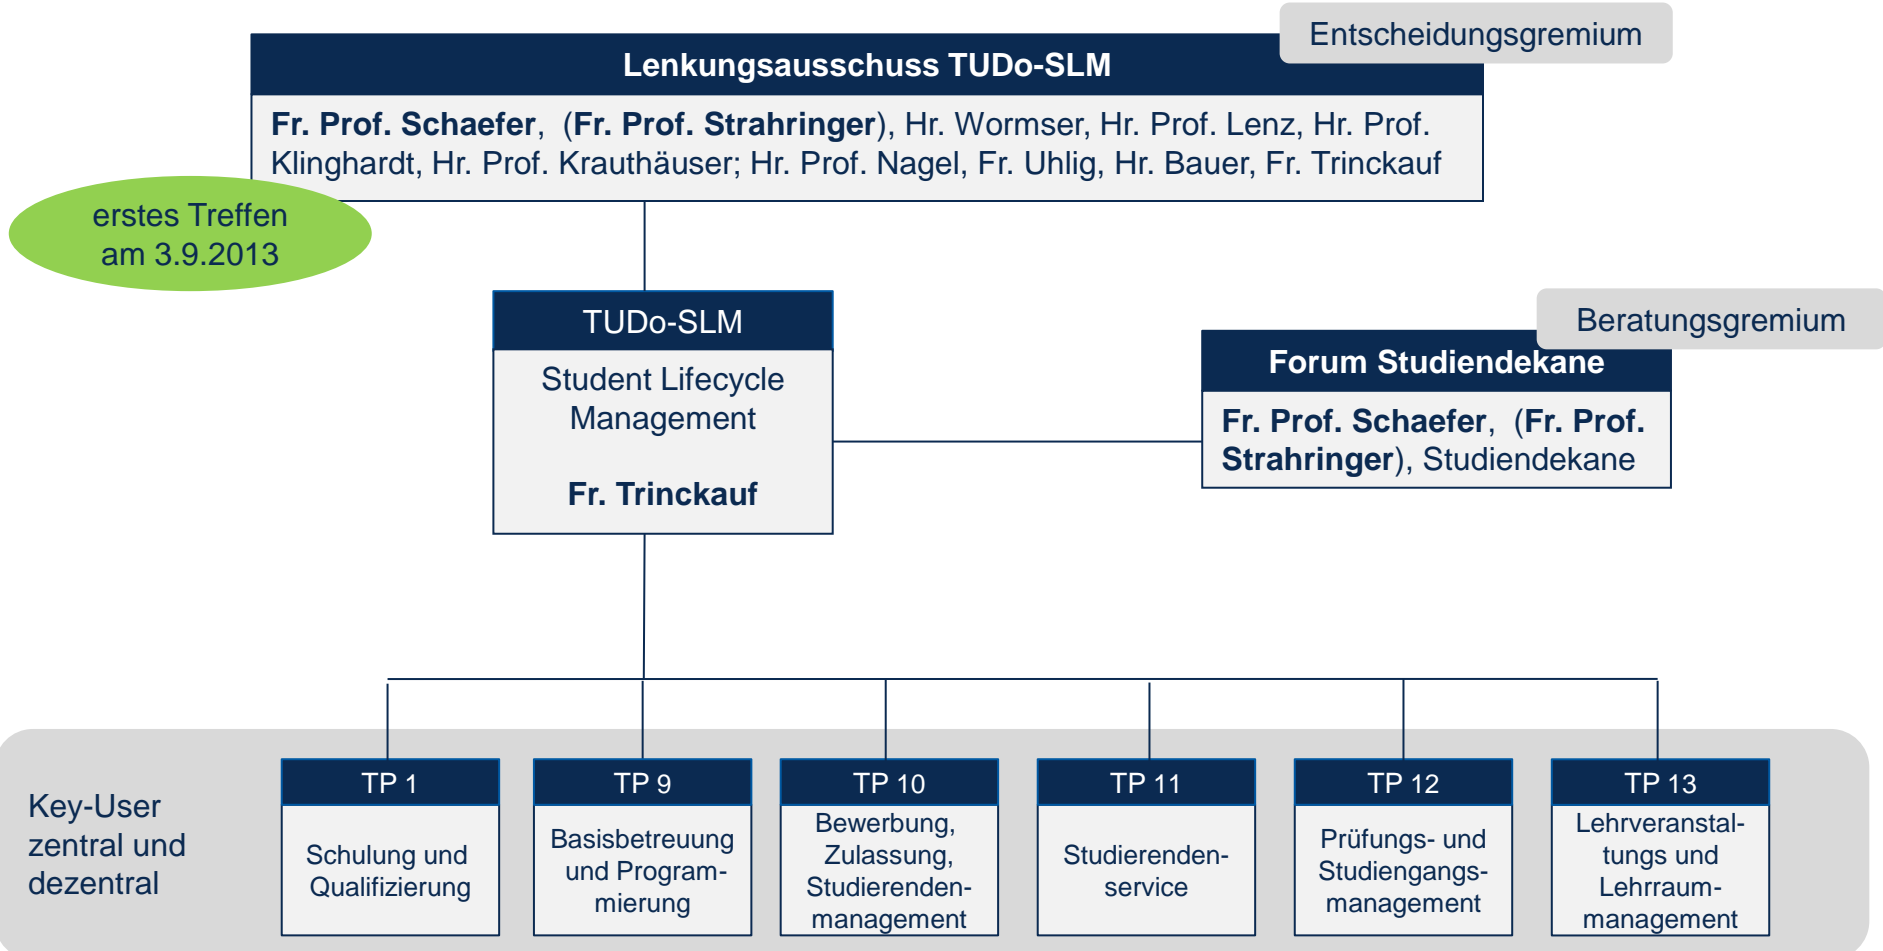 Entscheidungsgremium
Lenkungsausschuss TUDo-SLM
Fr. Prof. Schaefer, (Fr. Prof. Strahringer), Hr. Wormser, Hr. Prof. Lenz, Hr. Prof.
Klinghardt, Hr. Prof. Krauthäuser; Hr. Prof. Nagel, Fr. Uhlig, Hr. Bauer, Fr. Trinckauf
erstes Treffen
am 3.9.2013
TUDo-SLM
Student Lifecycle
Management
Fr. Trinckauf
Beratungsgremium
Forum Studiendekane
Fr. Prof. Schaefer, (Fr. Prof.
Strahringer), Studiendekane
Key-User
zentral und
dezentral
TP 1
Schulung und
Qualifizierung
TP 9
Basisbetreuung
und Program-
mierung
TP 10
Bewerbung,
Zulassung,
Studierenden-
management
TP 11
Studierenden-
service
TP 12
Prüfungs- und
Studiengangs-
management
TP 13
Lehrveranstal-
tungs und
Lehrraum-
management